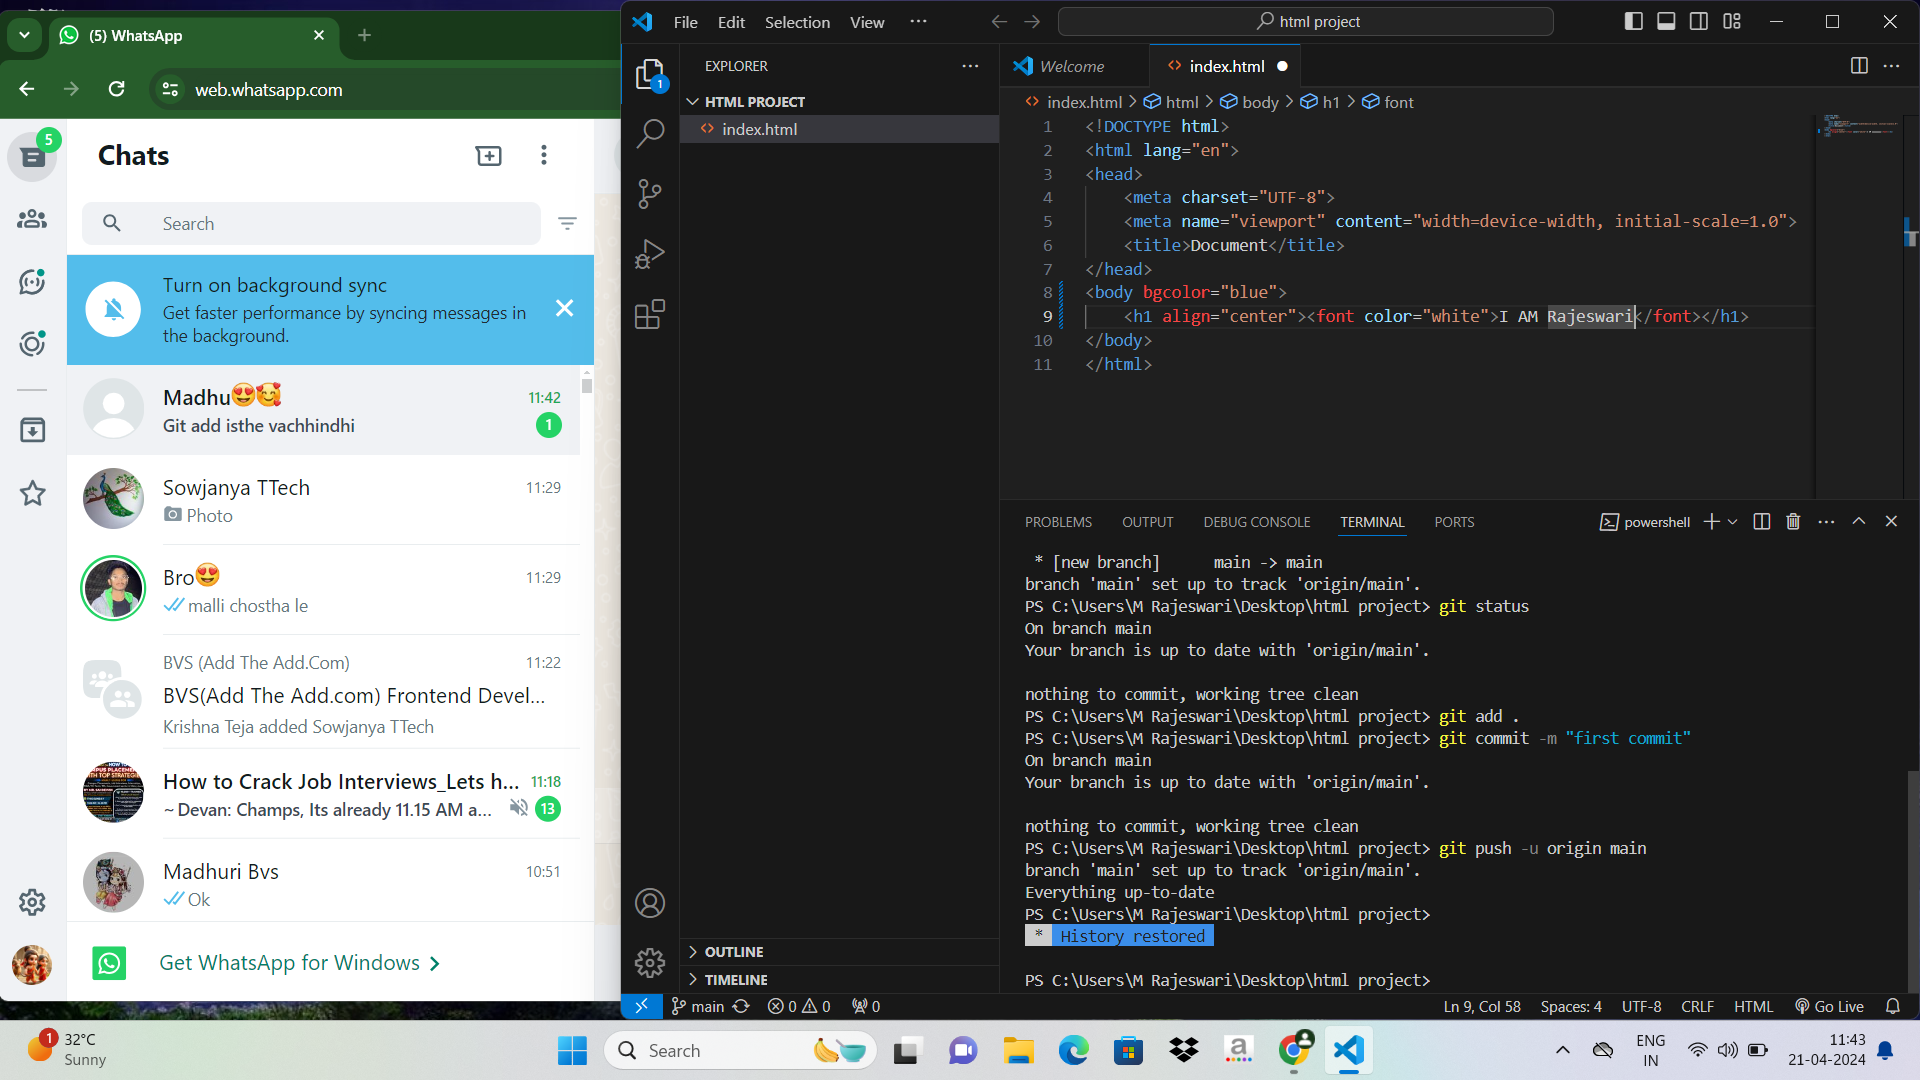 (5) WhatsApp
web.whatsapp.com
5
Chats
Search
Turn on background sync
Get faster performance by syncing messages in
the background.
Madhu😍🥰
11:42
Git add isthe vachhindhi
1
Sowjanya TTech
11:29
Photo
Bro😍
11:29
malli chostha le
BVS (Add The Add.Com)
11:22
BVS(Add The Add.com) Frontend Devel...
Krishna Teja added Sowjanya TTech
How to Crack Job Interviews_Lets h...
11:18
~ Devan: Champs, Its already 11.15 AM a...
13
Madhuri Bvs
10:51
Ok
Get WhatsApp for Windows
File Edit Selection View ...
html project
1
EXPLORER
HTML PROJECT
index.html
OUTLINE
TIMELINE
Welcome
index.html
index.html > html > body > h1 > font
1 <!DOCTYPE html>
2 <html lang="en">
3 <head>
4 <meta charset="UTF-8">
5 <meta name="viewport" content="width=device-width, initial-scale=1.0">
6 <title>Document</title>
7 </head>
8 <body bgcolor="blue">
9 <h1 align="center"><font color="white">I AM Rajeswari</font></h1>
10 </body>
11 </html>
PROBLEMS OUTPUT DEBUG CONSOLE TERMINAL PORTS
powershell
* [new branch] main -> main
branch 'main' set up to track 'origin/main'.
PS C:\Users\M Rajeswari\Desktop\html project> git status
On branch main
Your branch is up to date with 'origin/main'.
nothing to commit, working tree clean
PS C:\Users\M Rajeswari\Desktop\html project> git add .
PS C:\Users\M Rajeswari\Desktop\html project> git commit -m "first commit"
On branch main
Your branch is up to date with 'origin/main'.
nothing to commit, working tree clean
PS C:\Users\M Rajeswari\Desktop\html project> git push -u origin main
branch 'main' set up to track 'origin/main'.
Everything up-to-date
PS C:\Users\M Rajeswari\Desktop\html project>
* History restored
PS C:\Users\M Rajeswari\Desktop\html project>
main 0 0 0
Ln 9, Col 58 Spaces: 4 UTF-8 CRLF HTML Go Live
1
32°C
Sunny
Search
a
ENG
IN
11:43
21-04-2024